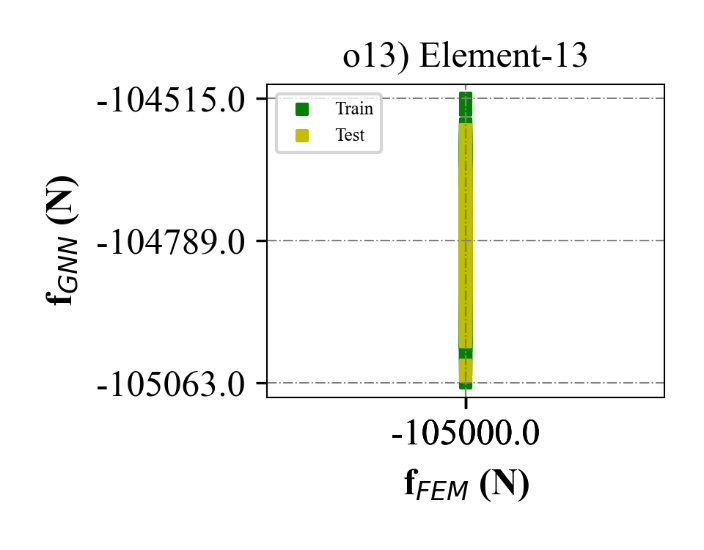 o13) Element-13
-104515.0
Train
Test
-104789.0
-105063.0
f_GNN (N)
-105000.0
f_FEM (N)